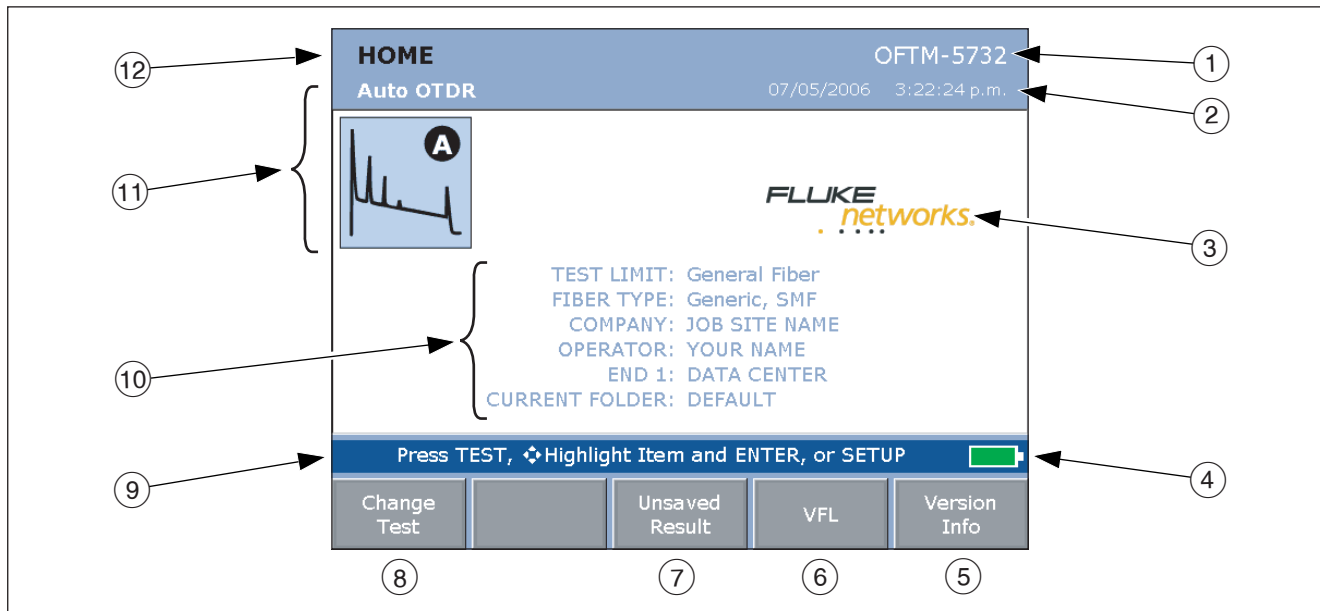 HOME
OFTM-5732
Auto OTDR
07/05/2006 3:22:24 p.m.
A
FLUKE
networks.
TEST LIMIT: General Fiber
FIBER TYPE: Generic, SMF
COMPANY: JOB SITE NAME
OPERATOR: YOUR NAME
END 1: DATA CENTER
CURRENT FOLDER: DEFAULT
Press TEST, Highlight Item and ENTER, or SETUP
Change Test
Unsaved Result
VFL
Version Info
1
2
3
4
5
6
7
8
9
10
11
12